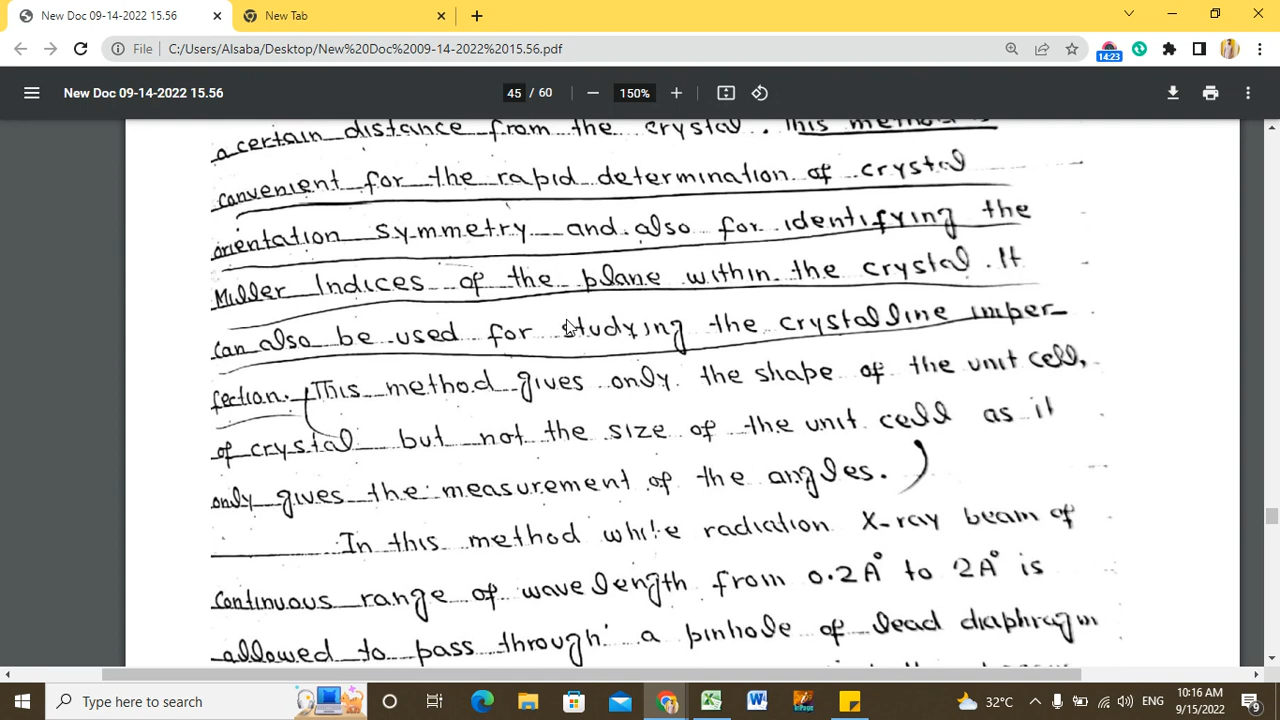 New Doc 09-14-2022 15.56
New Tab
File
C:/Users/Alsaba/Desktop/New%20Doc%2009-14-2022%2015.56.pdf
14:23
New Doc 09-14-2022 15.56
45 / 60
150%
a certain distance from the crystal. This method is
convenient for the rapid determination of crystal
orientation symmetry and also for identifying the
Miller Indices of the plane within the crystal. It
can also be used for studying the crystalline imper-
fection. This method gives only the shape of the unit cell,
of crystal but not the size of the unit cell as it
only gives the measurement of the angles.)
In this method white radiation X-ray beam of
continuous range of wavelength from 0.2A° to 2A° is
allowed to pass through a pinhole of lead diaphragm
Type here to search
32°C
ENG
10:16 AM
9/15/2022
9